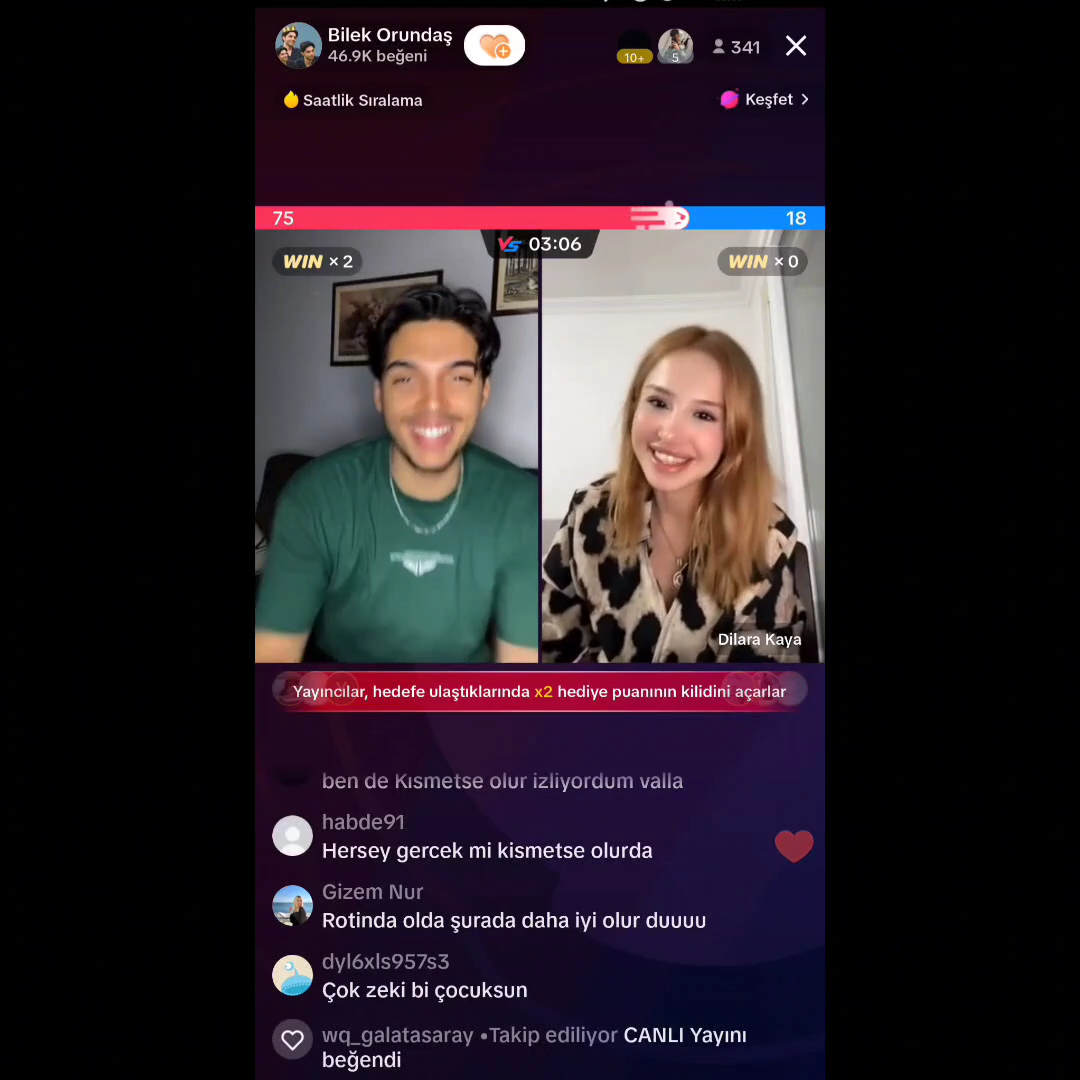 Bilek Orundaş
46.9K beğeni
10+
5
341
Saatlik Sıralama
Keşfet
75
18
VS 03:06
WIN × 2
WIN × 0
Dilara Kaya
Yayıncılar, hedefe ulaştıklarında x2 hediye puanının kilidini açarlar
ben de Kısmetse olur izliyordum valla
habde91
Hersey gercek mi kismetse olurda
Gizem Nur
Rotinda olda şurada daha iyi olur duuuu
dyl6xls957s3
Çok zeki bi çocuksun
wq_galatasaray •Takip ediliyor CANLI Yayını
beğendi